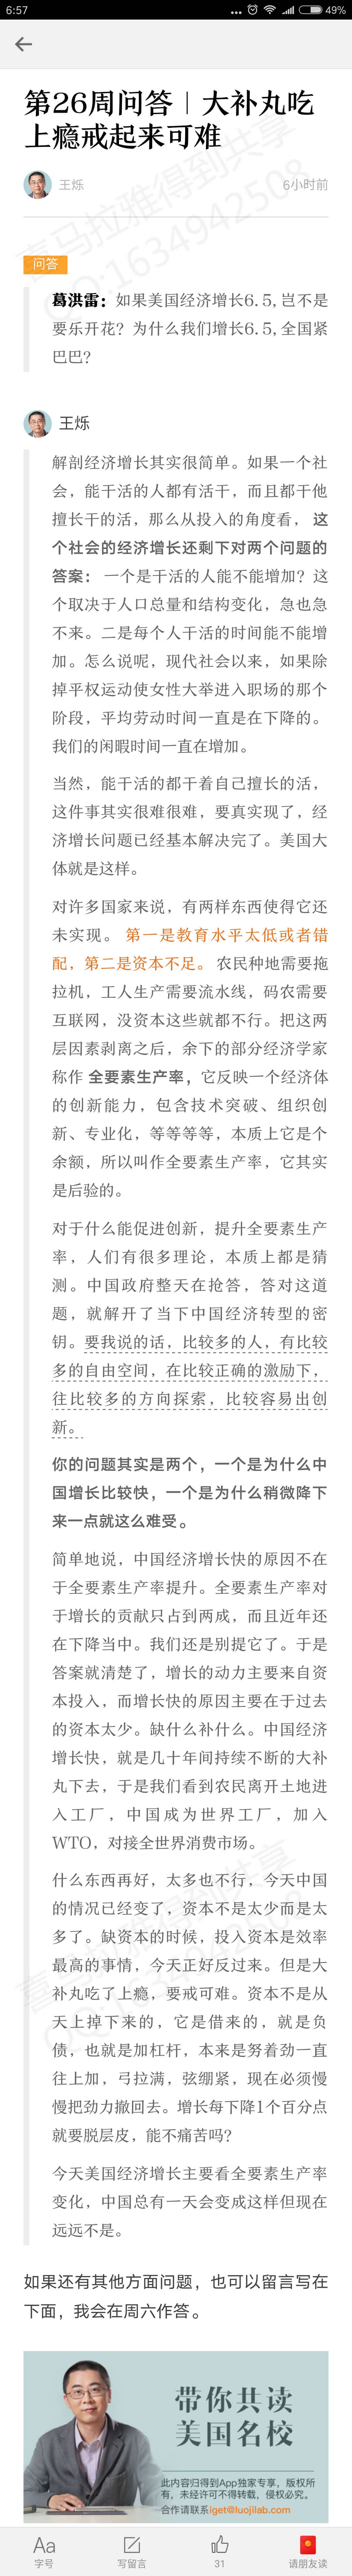 6:57
49%
第26周问答｜大补丸吃
上瘾戒起来可难
王烁
6小时前
喜马拉雅得到共享
QQ:1634942508
问答
葛洪雷：如果美国经济增长6.5,岂不是
要乐开花？为什么我们增长6.5,全国紧
巴巴？
王烁
解剖经济增长其实很简单。如果一个社
会，能干活的人都有活干，而且都干他
擅长干的活，那么从投入的角度看，这
个社会的经济增长还剩下对两个问题的
答案：一个是干活的人能不能增加？这
个取决于人口总量和结构变化，急也急
不来。二是每个人干活的时间能不能增
加。怎么说呢，现代社会以来，如果除
掉平权运动使女性大举进入职场的那个
阶段，平均劳动时间一直是在下降的。
我们的闲暇时间一直在增加。
当然，能干活的都干着自己擅长的活，
这件事其实很难很难，要真实现了，经
济增长问题已经基本解决完了。美国大
体就是这样。
对许多国家来说，有两样东西使得它还
未实现。第一是教育水平太低或者错
配，第二是资本不足。农民种地需要拖
拉机，工人生产需要流水线，码农需要
互联网，没资本这些就都不行。把这两
层因素剥离之后，余下的部分经济学家
称作 全要素生产率，它反映一个经济体
的创新能力，包含技术突破、组织创
新、专业化，等等等等，本质上它是个
余额，所以叫作全要素生产率，它其实
是后验的。
对于什么能促进创新，提升全要素生产
率，人们有很多理论，本质上都是猜
测。中国政府整天在抢答，答对这道
题，就解开了当下中国经济转型的密
钥。要我说的话，比较多的人，有比较
多的自由空间，在比较正确的激励下，
往比较多的方向探索，比较容易出创
新。
你的问题其实是两个，一个是为什么中
国增长比较快，一个是为什么稍微降下
来一点就这么难受。
简单地说，中国经济增长快的原因不在
于全要素生产率提升。全要素生产率对
于增长的贡献只占到两成，而且近年还
在下降当中。我们还是别提它了。于是
答案就清楚了，增长的动力主要来自资
本投入，而增长快的原因主要在于过去
的资本太少。缺什么补什么。中国经济
增长快，就是几十年间持续不断的大补
丸下去，于是我们看到农民离开土地进
入工厂，中国成为世界工厂，加入
WTO，对接全世界消费市场。
喜马拉雅得到共享
QQ:1634942508
什么东西再好，太多也不行，今天中国
的情况已经变了，资本不是太少而是太
多了。缺资本的时候，投入资本是效率
最高的事情，今天正好反过来。但是大
补丸吃了上瘾，要戒可难。资本不是从
天上掉下来的，它是借来的，就是负
债，也就是加杠杆，本来是努着劲一直
往上加，弓拉满，弦绷紧，现在必须慢
慢把劲力撤回去。增长每下降1个百分点
就要脱层皮，能不痛苦吗？
今天美国经济增长主要看全要素生产率
变化，中国总有一天会变成这样但现在
远远不是。
如果还有其他方面问题，也可以留言写在
下面，我会在周六作答。
带你共读
美国名校
此内容归得到App独家专享，版权所
有，未经许可不得转载，侵权必究。
合作请联系iget@luojilab.com
Aa
字号
写留言
31
请朋友读